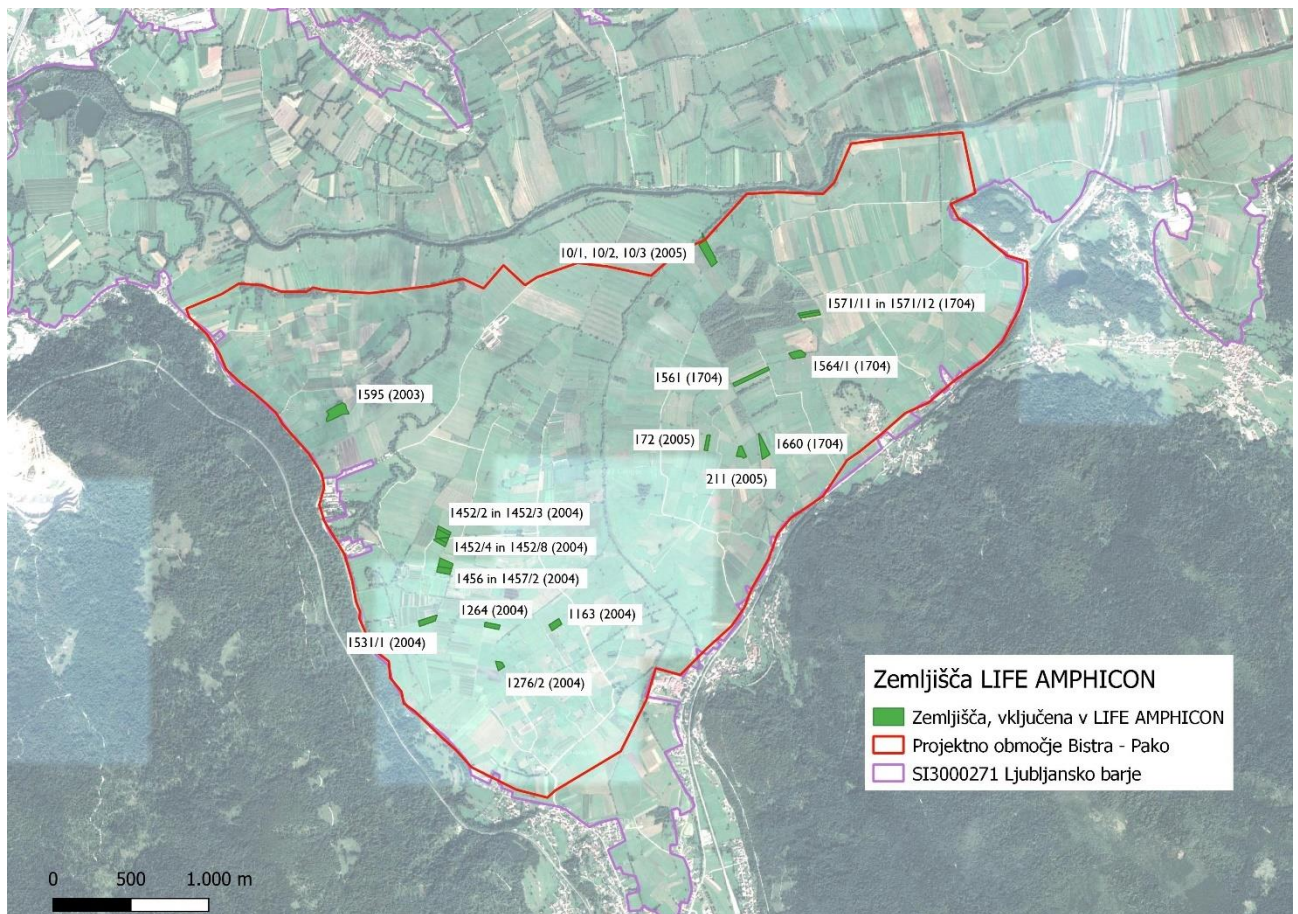 10/1, 10/2, 10/3 (2005)
1571/11 in 1571/12 (1704)
1564/1 (1704)
1561 (1704)
1595 (2003)
172 (2005)
1660 (1704)
211 (2005)
1452/2 in 1452/3 (2004)
1452/4 in 1452/8 (2004)
1456 in 1457/2 (2004)
1264 (2004)
1163 (2004)
1531/1 (2004)
1276/2 (2004)
Zemljišča LIFE AMPHICON
Zemljišča, vključena v LIFE AMPHICON
Projektno območje Bistra - Pako
SI3000271 Ljubljansko barje
0 500 1.000 m